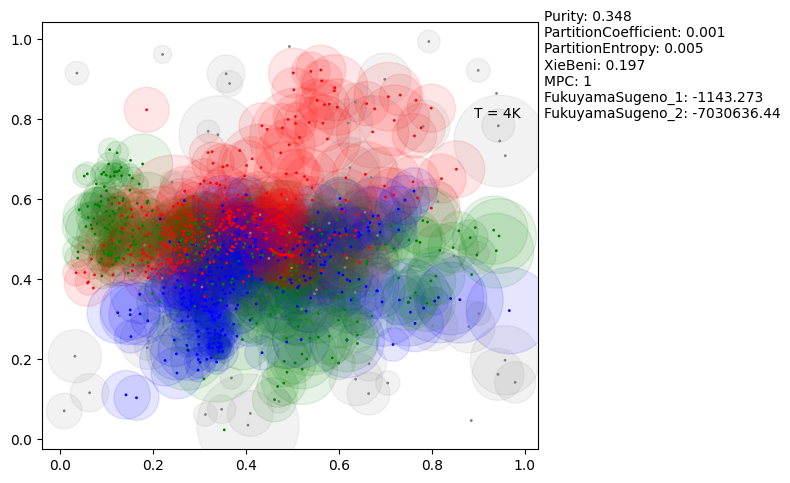 Purity: 0.348
PartitionCoefficient: 0.001
PartitionEntropy: 0.005
XieBeni: 0.197
MPC: 1
FukuyamaSugeno_1: -1143.273
FukuyamaSugeno_2: -7030636.44
T = 4K
1.0
0.8
0.6
0.4
0.2
0.0
0.0 0.2 0.4 0.6 0.8 1.0